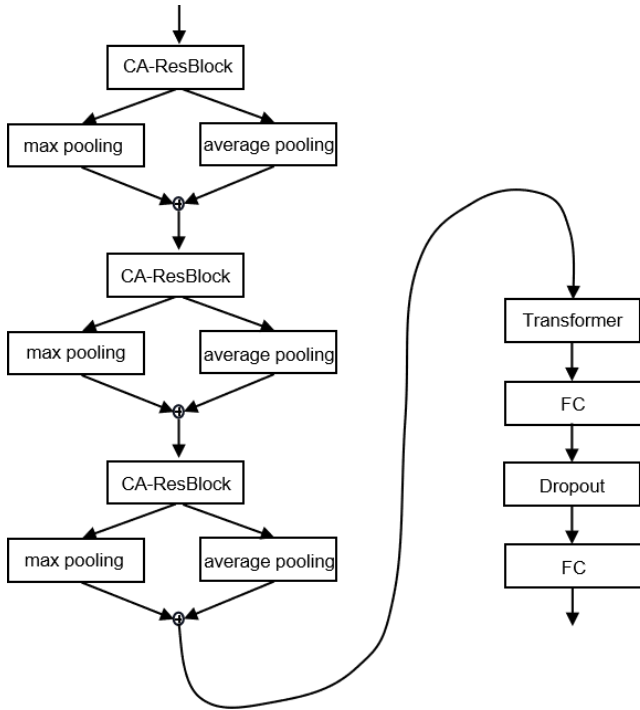 CA-ResBlock
max pooling
average pooling
CA-ResBlock
max pooling
average pooling
CA-ResBlock
max pooling
average pooling
Transformer
FC
Dropout
FC